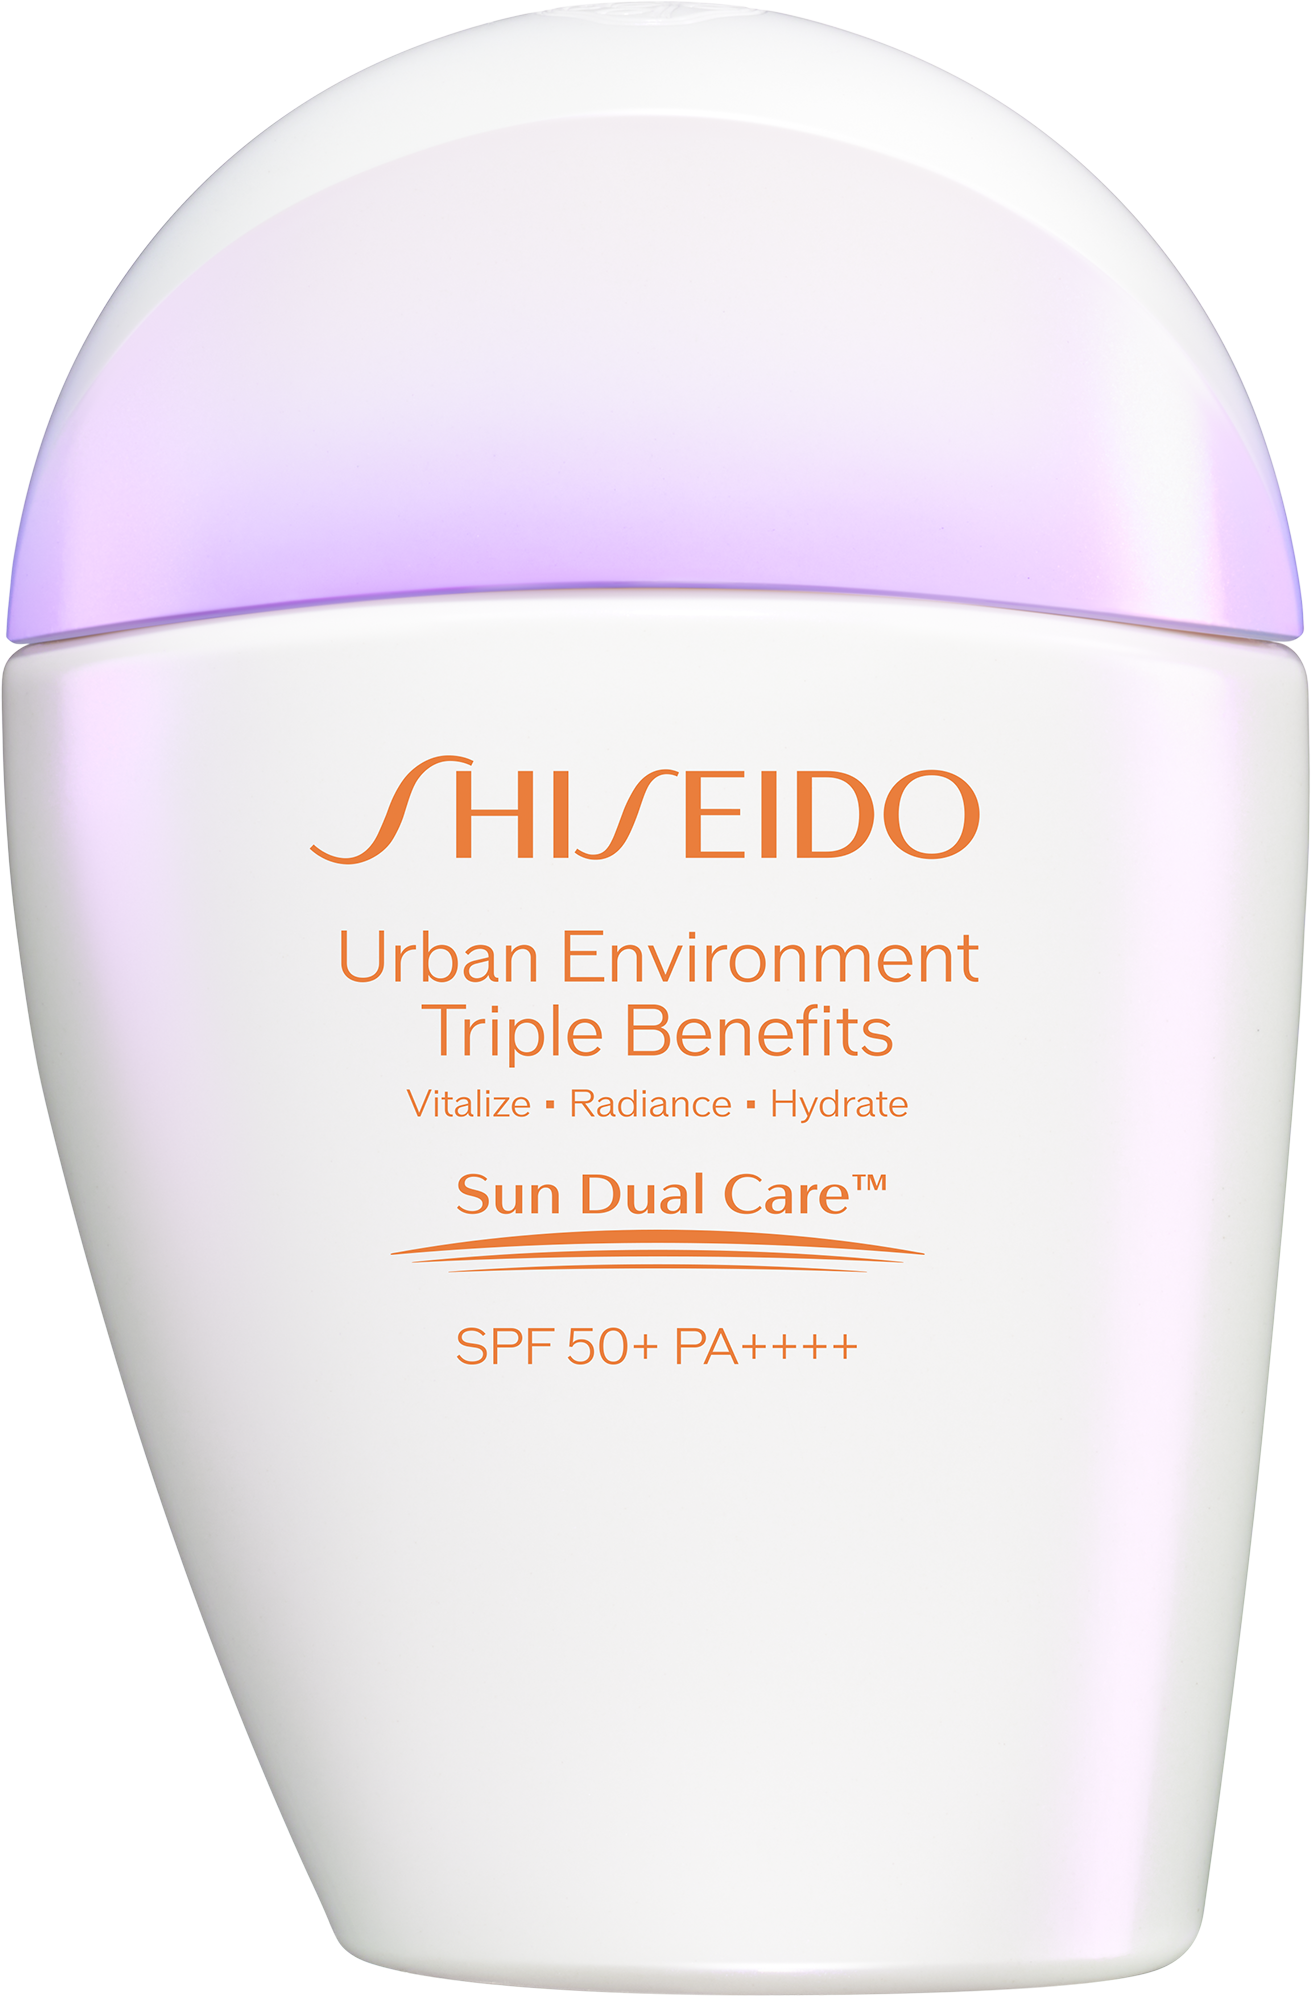 SHISEIDO
Urban Environment
Triple Benefits
Vitalize ▪ Radiance ▪ Hydrate
Sun Dual Care™
SPF 50+ PA++++